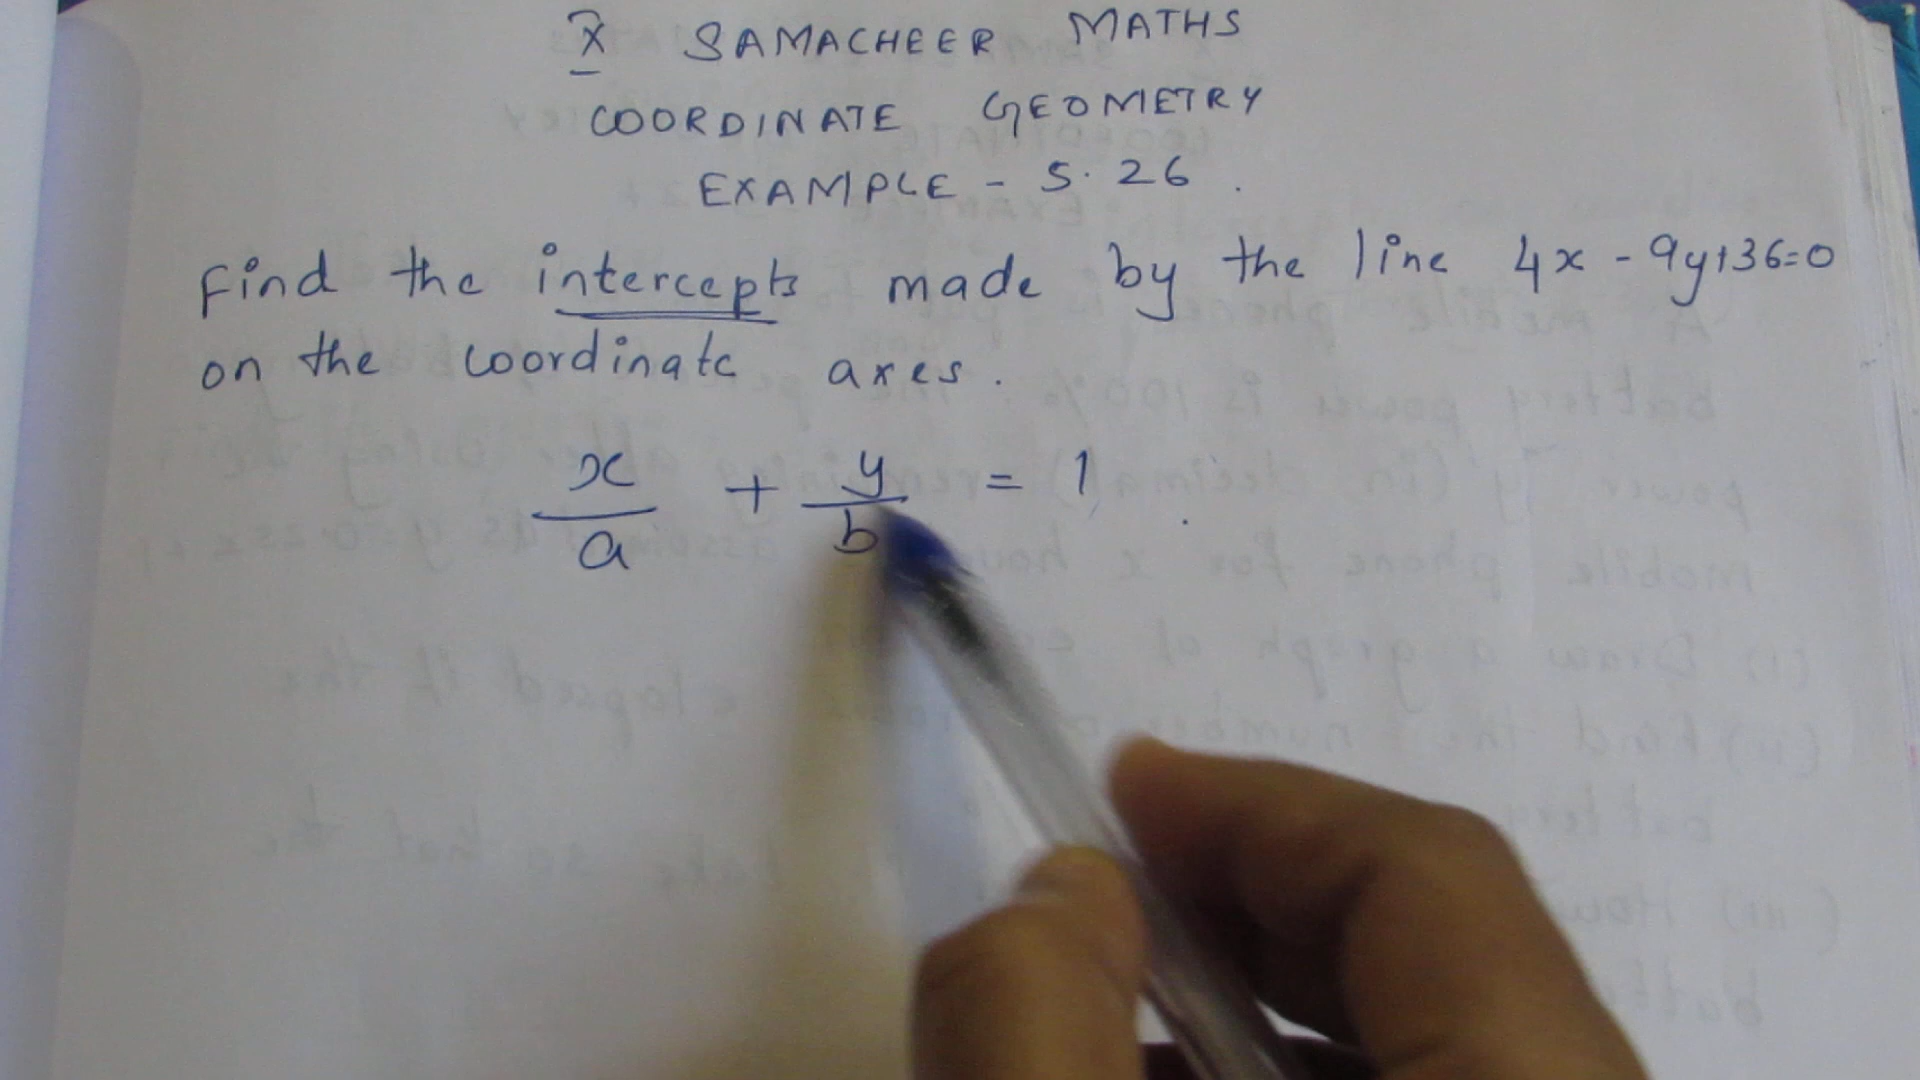 X SAMACHEER MATHS
COORDINATE GEOMETRY
EXAMPLE - 5.26.
Find the intercepts made by the line 4x - 9y+36=0
on the coordinate axes.
x/a + y/b = 1